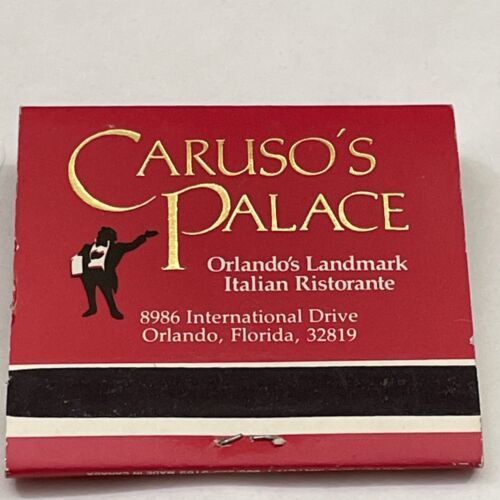 CARUSO'S
PALACE
Orlando's Landmark
Italian Ristorante
8986 International Drive
Orlando, Florida, 32819